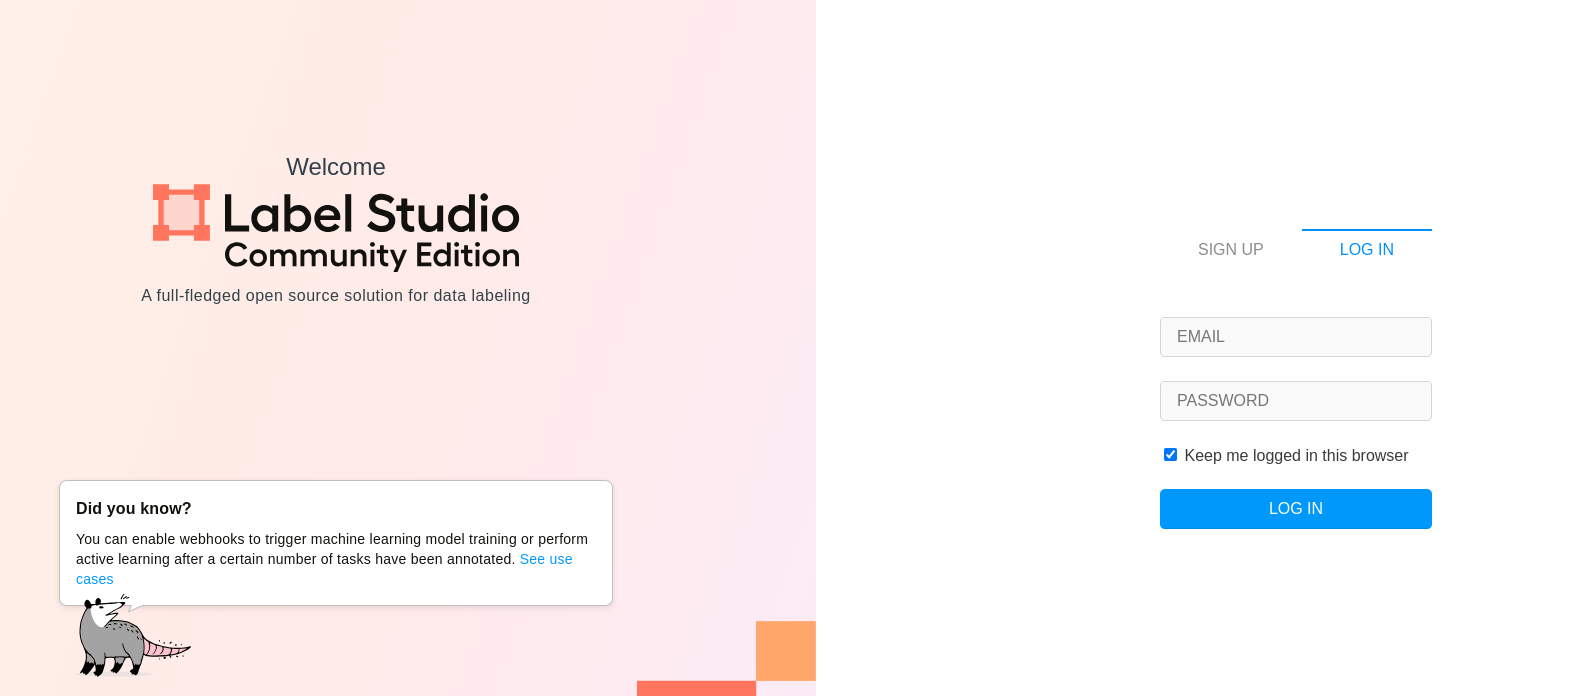 Welcome
Label Studio
Community Edition
A full-fledged open source solution for data labeling
Did you know?
You can enable webhooks to trigger machine learning model training or perform
active learning after a certain number of tasks have been annotated. See use
cases
SIGN UP
LOG IN
EMAIL
PASSWORD
Keep me logged in this browser
LOG IN